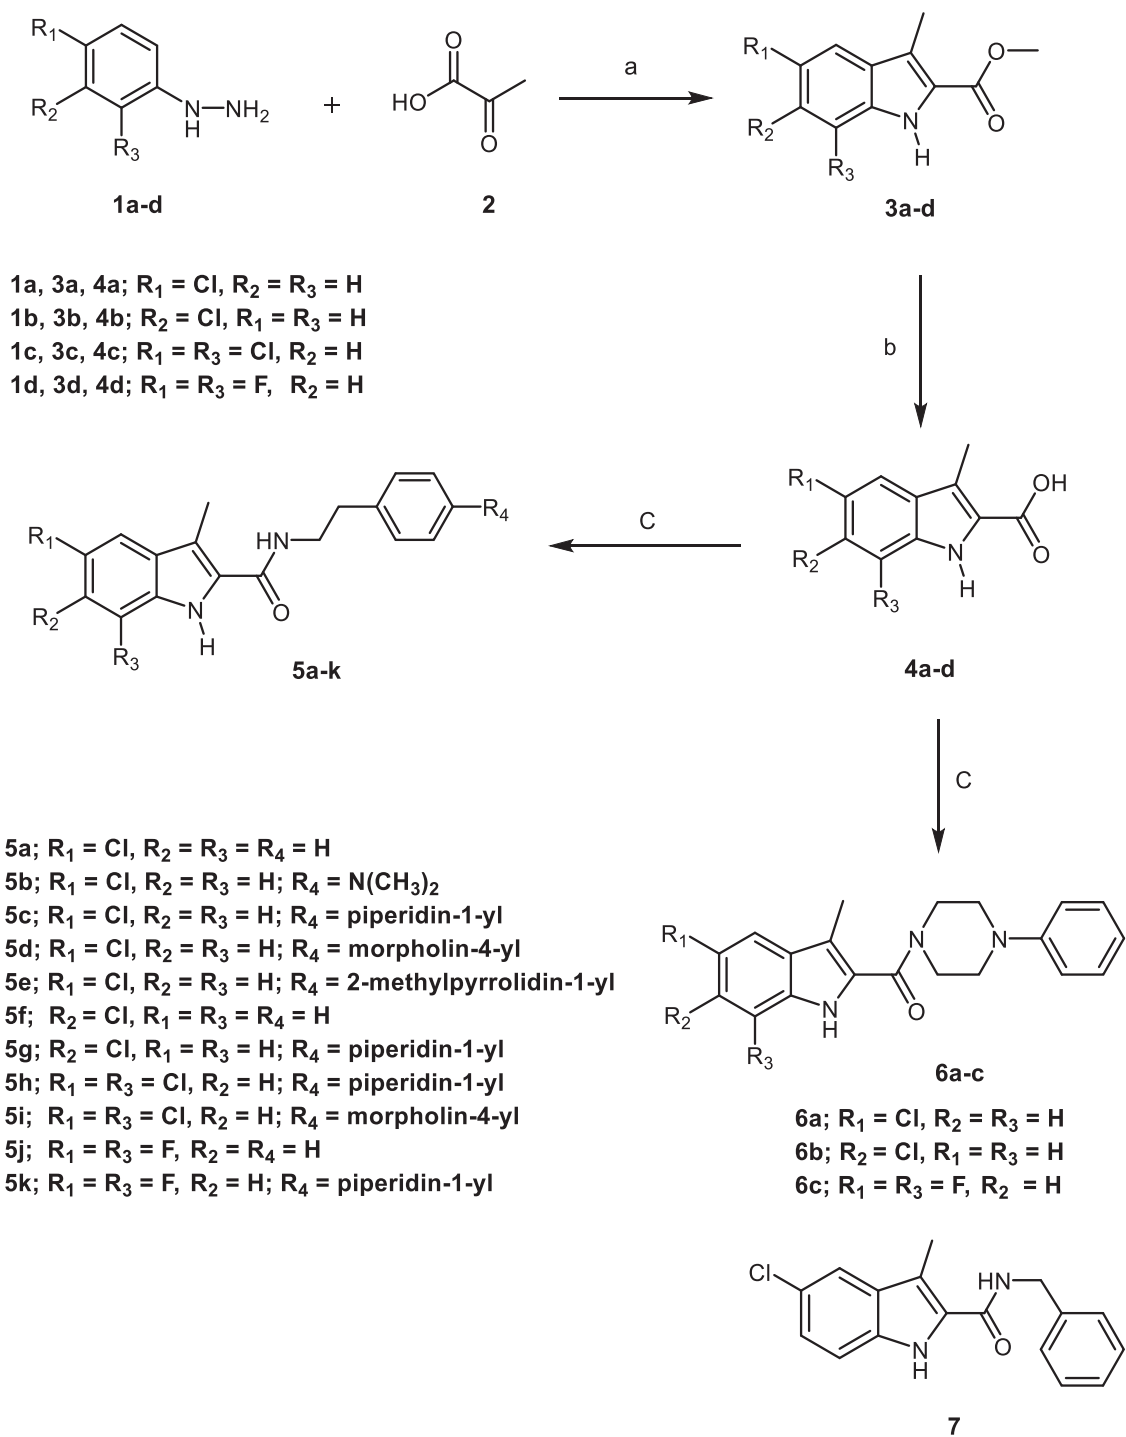 R1
R2
R3
N
H
NH2
+
O
HO
O
a
R1
R2
R3
N
H
O
O
1a-d
2
3a-d
1a, 3a, 4a; R1 = Cl, R2 = R3 = H
1b, 3b, 4b; R2 = Cl, R1 = R3 = H
1c, 3c, 4c; R1 = R3 = Cl, R2 = H
1d, 3d, 4d; R1 = R3 = F, R2 = H
b
R1
R2
R3
N
H
HN
O
R4
5a-k
C
R1
R2
R3
N
H
OH
O
4a-d
C
5a; R1 = Cl, R2 = R3 = R4 = H
5b; R1 = Cl, R2 = R3 = H; R4 = N(CH3)2
5c; R1 = Cl, R2 = R3 = H; R4 = piperidin-1-yl
5d; R1 = Cl, R2 = R3 = H; R4 = morpholin-4-yl
5e; R1 = Cl, R2 = R3 = H; R4 = 2-methylpyrrolidin-1-yl
5f; R2 = Cl, R1 = R3 = R4 = H
5g; R2 = Cl, R1 = R3 = H; R4 = piperidin-1-yl
5h; R1 = R3 = Cl, R2 = H; R4 = piperidin-1-yl
5i; R1 = R3 = Cl, R2 = H; R4 = morpholin-4-yl
5j; R1 = R3 = F, R2 = R4 = H
5k; R1 = R3 = F, R2 = H; R4 = piperidin-1-yl
R1
R2
R3
N
H
N
O
N
6a-c
6a; R1 = Cl, R2 = R3 = H
6b; R2 = Cl, R1 = R3 = H
6c; R1 = R3 = F, R2 = H
Cl
N
H
HN
O
7